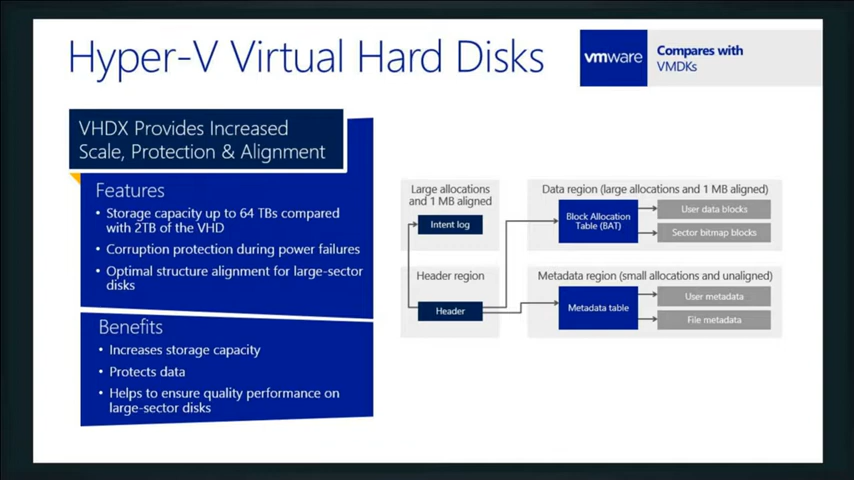 Hyper-V Virtual Hard Disks
vmware
Compares with
VMDKs
VHDX Provides Increased
Scale, Protection & Alignment
Features
• Storage capacity up to 64 TBs compared
with 2TB of the VHD
• Corruption protection during power failures
• Optimal structure alignment for large-sector
disks
Benefits
• Increases storage capacity
• Protects data
• Helps to ensure quality performance on
large-sector disks
Large allocations
and 1 MB aligned
Intent log
Header region
Header
Data region (large allocations and 1 MB aligned)
Block Allocation
Table (BAT)
User data blocks
Sector bitmap blocks
Metadata region (small allocations and unaligned)
Metadata table
User metadata
File metadata